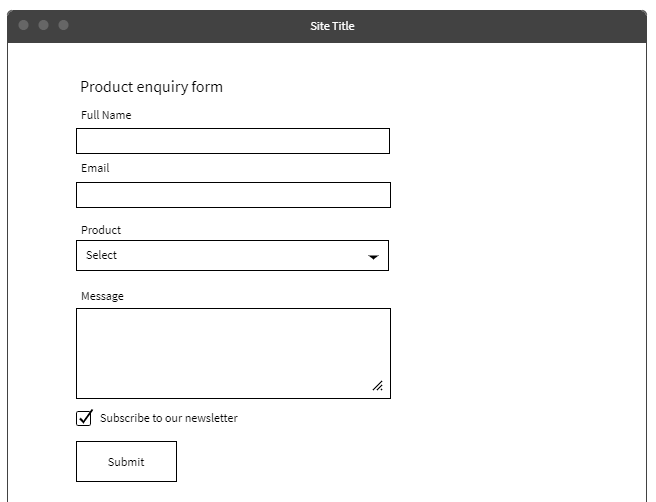 Site Title
Product enquiry form
Full Name
Email
Product
Select
Message
Subscribe to our newsletter
Submit